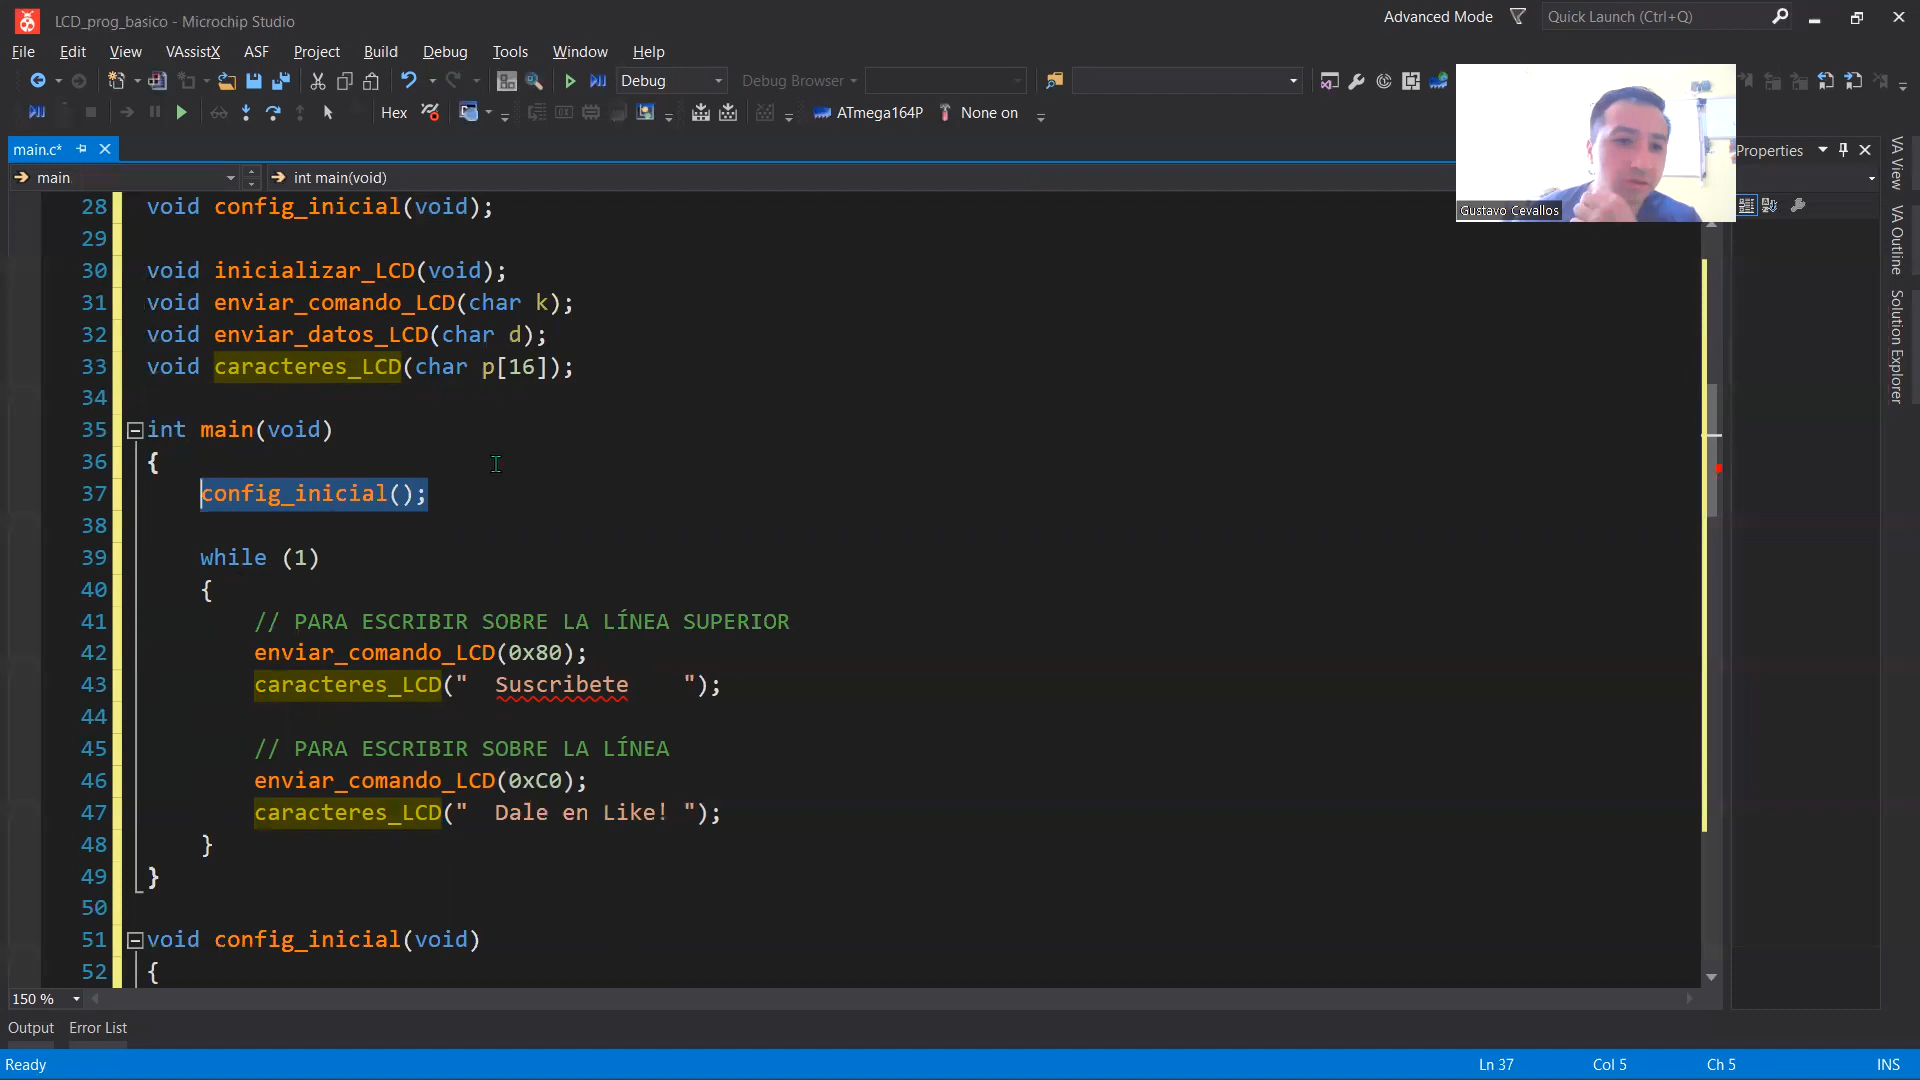 LCD_prog_basico - Microchip Studio
Advanced Mode
Quick Launch (Ctrl+Q)
File Edit View VAssistX ASF Project Build Debug Tools Window Help
Debug
Debug Browser
Hex
ATmega164P
None on
main.c*
Properties
main
int main(void)
Gustavo Cevallos
VA View
VA Outline
Solution Explorer
28 void config_inicial(void);
29
30 void inicializar_LCD(void);
31 void enviar_comando_LCD(char k);
32 void enviar_datos_LCD(char d);
33 void caracteres_LCD(char p[16]);
34
35 int main(void)
36 {
37 config_inicial();
38
39 while (1)
40 {
41 // PARA ESCRIBIR SOBRE LA LÍNEA SUPERIOR
42 enviar_comando_LCD(0x80);
43 caracteres_LCD("  Suscribete    ");
44
45 // PARA ESCRIBIR SOBRE LA LÍNEA
46 enviar_comando_LCD(0xC0);
47 caracteres_LCD("  Dale en Like! ");
48 }
49 }
50
51 void config_inicial(void)
52 {
150 %
Output Error List
Ready
Ln 37
Col 5
Ch 5
INS